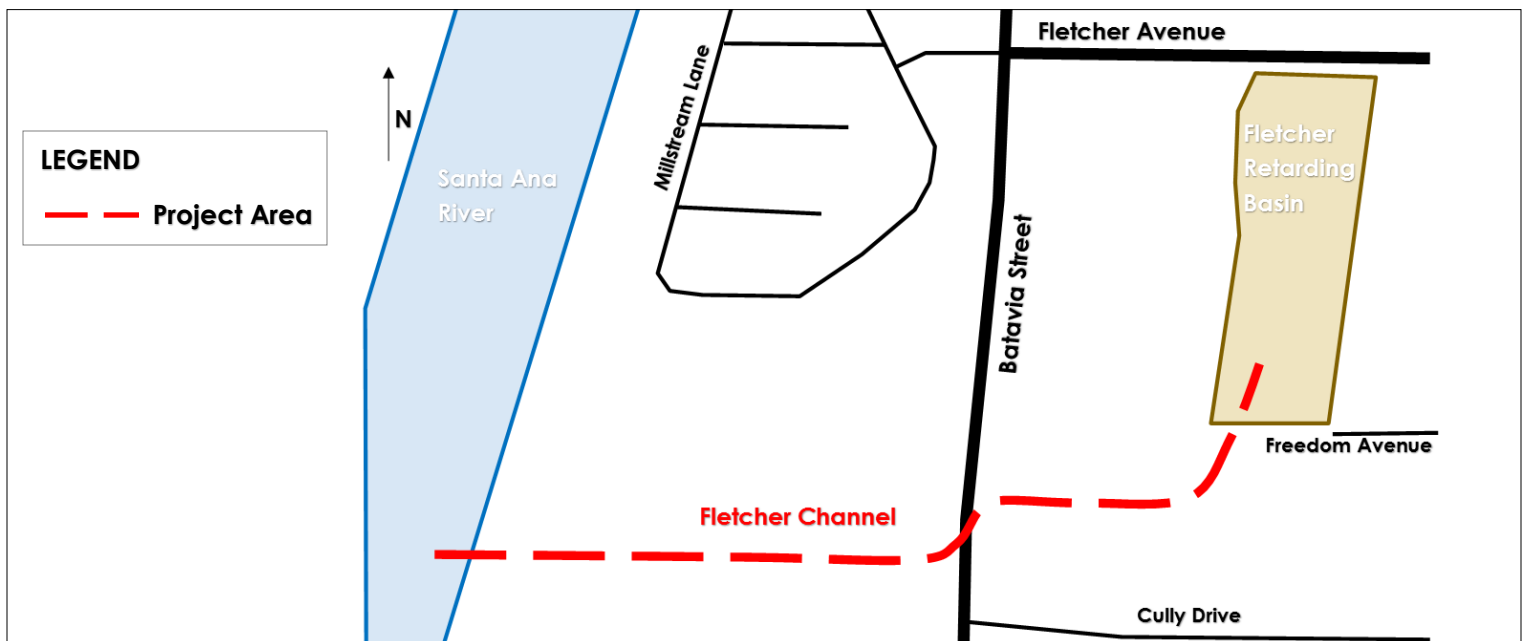 Fletcher Avenue
N
LEGEND
Project Area
Santa Ana
River
Millstream Lane
Batavia Street
Fletcher
Retarding
Basin
Freedom Avenue
Fletcher Channel
Cully Drive